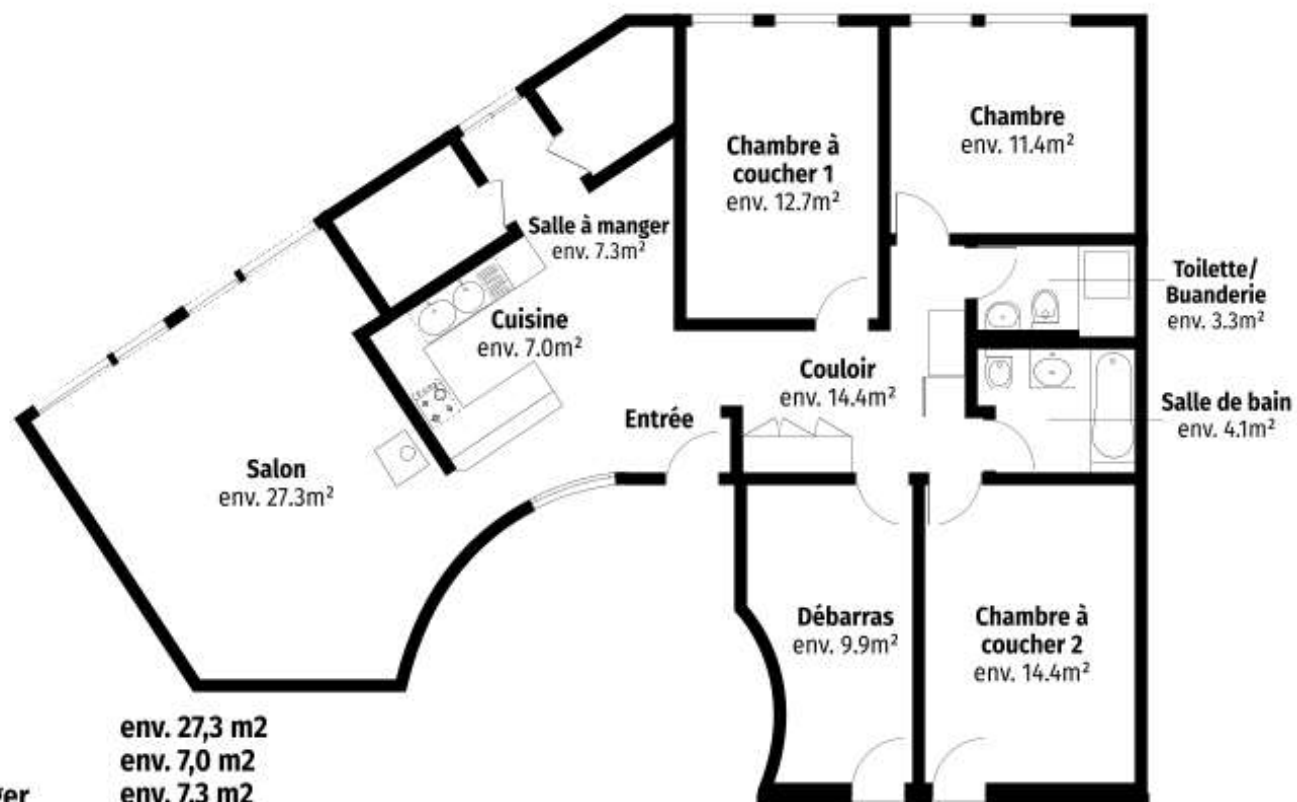 Chambre
env. 11.4m²
Chambre à
coucher 1
env. 12.7m²
Salle à manger
env. 7.3m²
Toilette/
Buanderie
env. 3.3m²
Cuisine
env. 7.0m²
Couloir
env. 14.4m²
Salle de bain
env. 4.1m²
Entrée
Salon
env. 27.3m²
Débarras
env. 9.9m²
Chambre à
coucher 2
env. 14.4m²
env. 27,3 m2
env. 7,0 m2
env. 7,3 m2